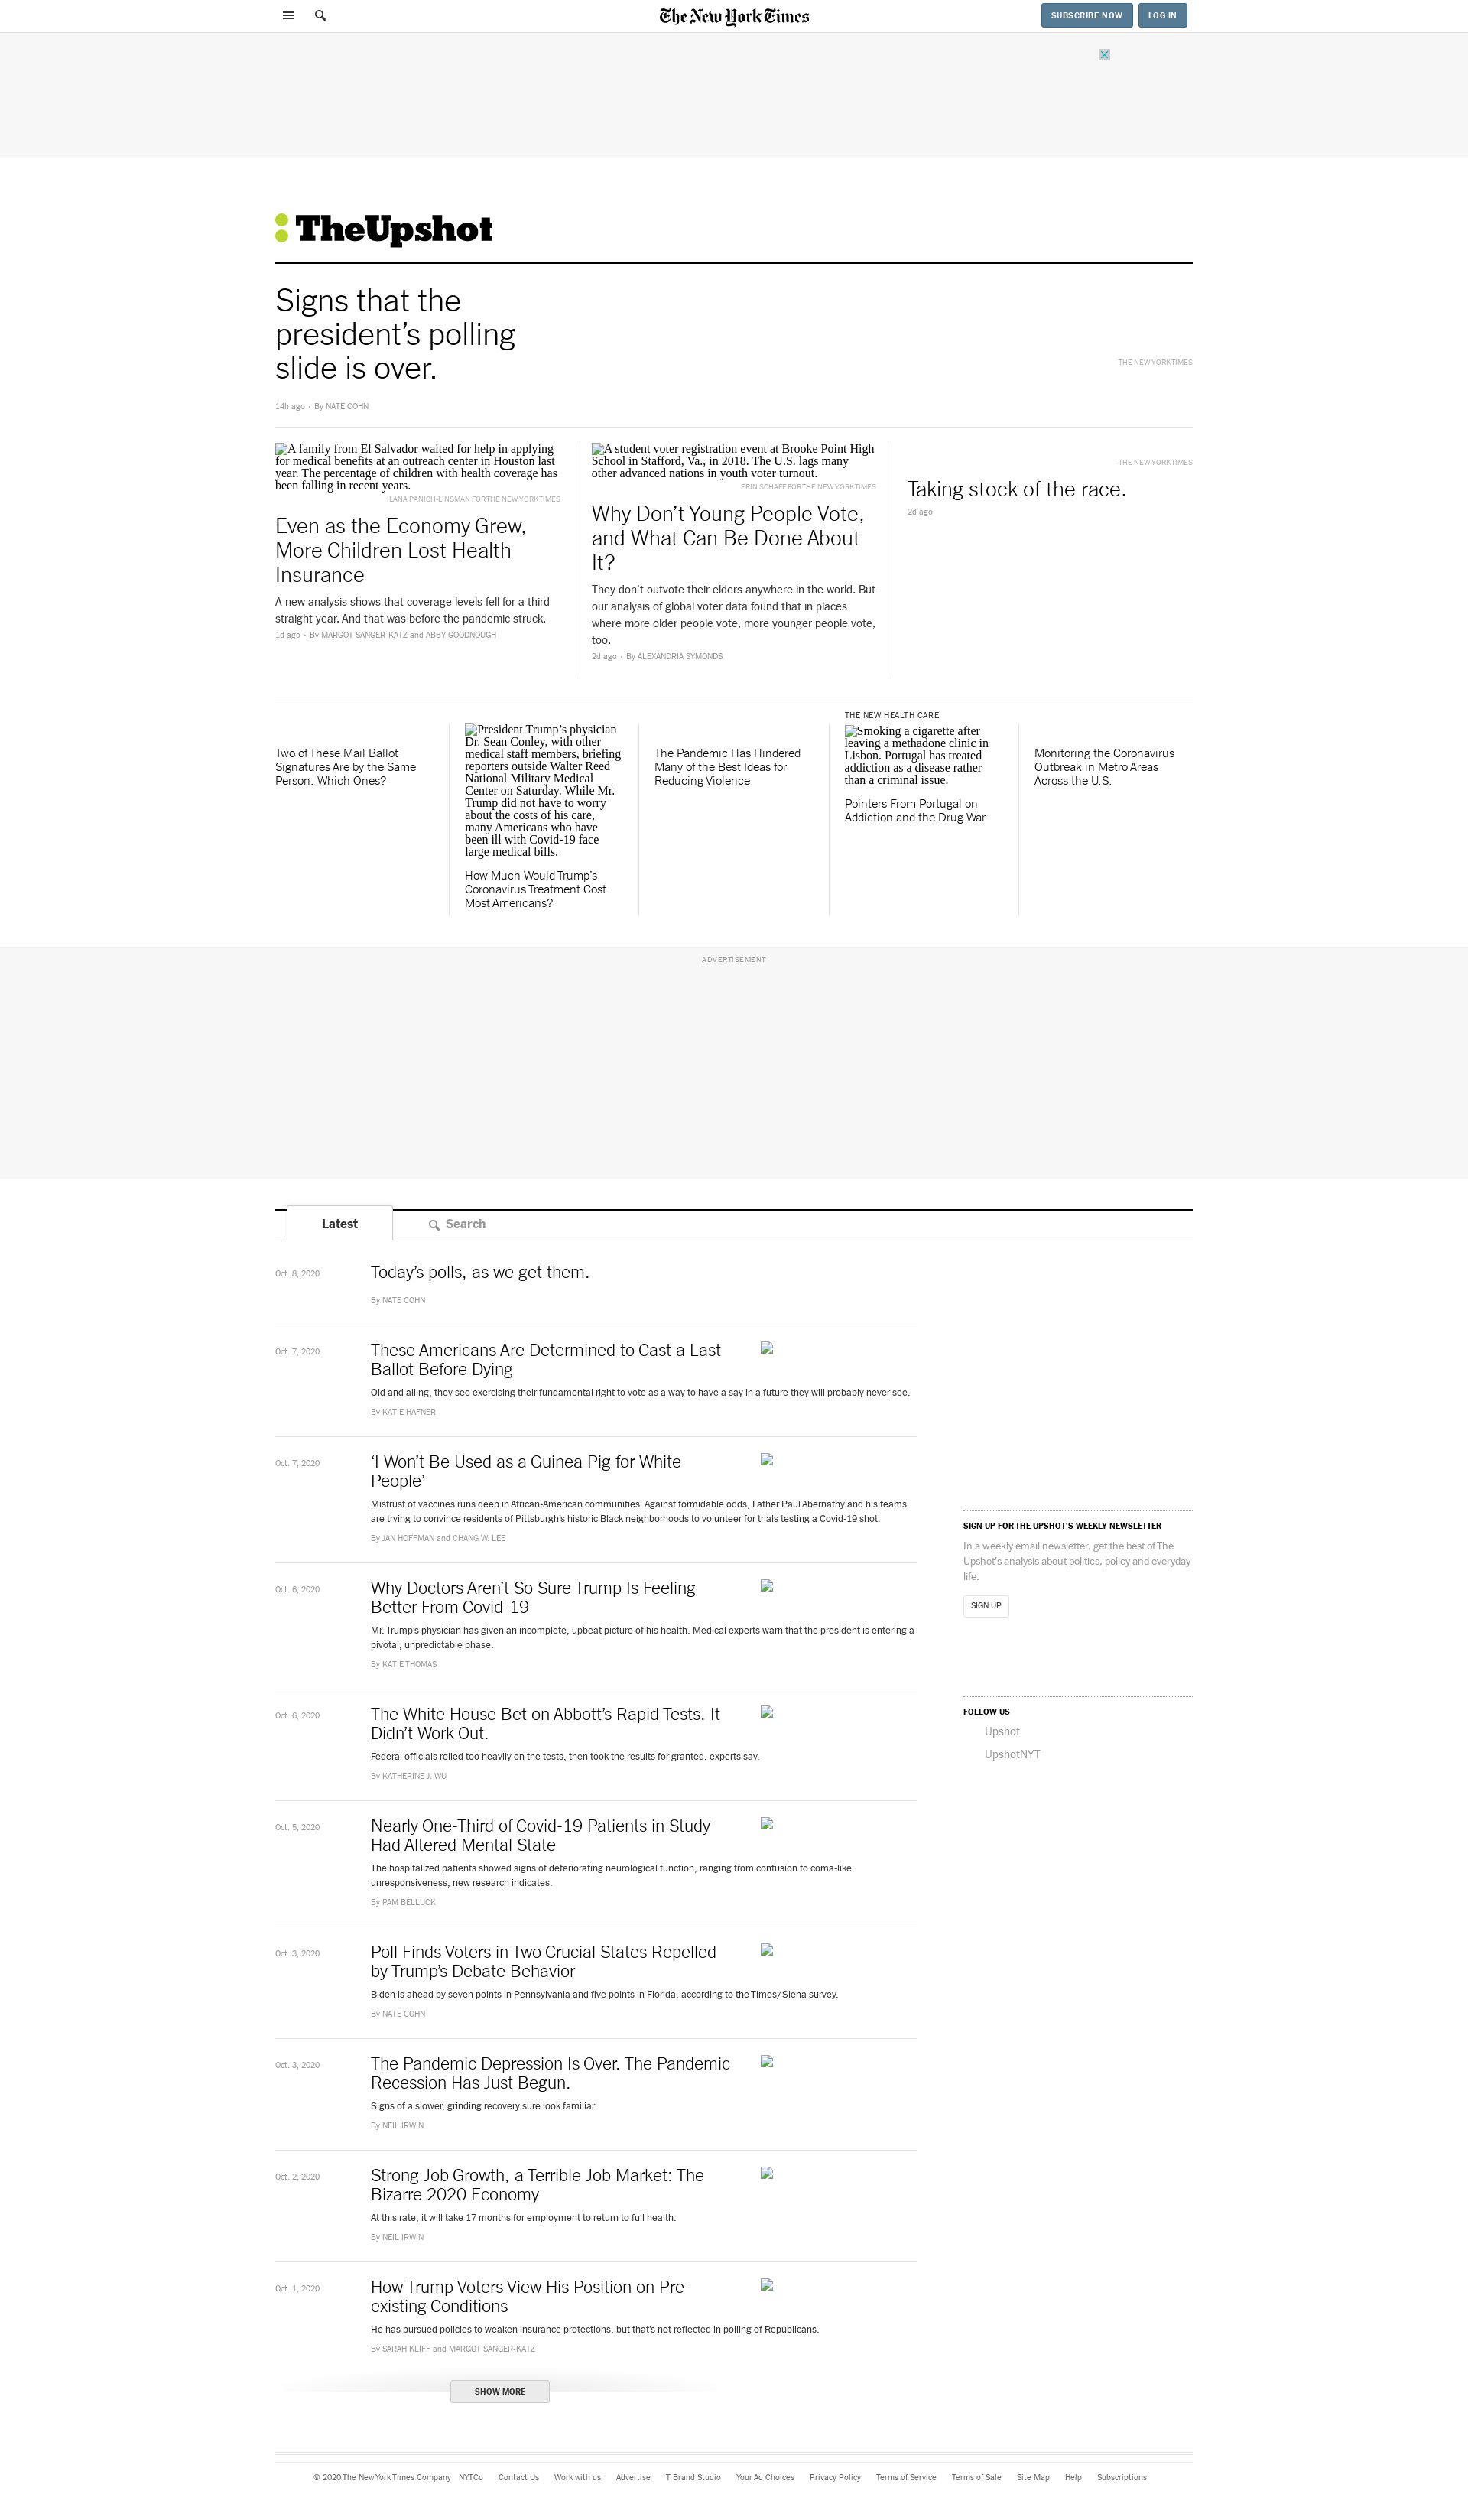 The New York Times
SUBSCRIBE NOW
LOG IN
TheUpshot
Signs that the
president’s polling
slide is over.
THE NEW YORK TIMES
14h ago • By NATE COHN
A family from El Salvador waited for help in applying
for medical benefits at an outreach center in Houston last
year. The percentage of children with health coverage has
been falling in recent years.
ILANA PANICH-LINSMAN FOR THE NEW YORK TIMES
Even as the Economy Grew,
More Children Lost Health
Insurance
A new analysis shows that coverage levels fell for a third
straight year. And that was before the pandemic struck.
1d ago • By MARGOT SANGER-KATZ and ABBY GOODNOUGH
A student voter registration event at Brooke Point High
School in Stafford, Va., in 2018. The U.S. lags many
other advanced nations in youth voter turnout.
ERIN SCHAFF FOR THE NEW YORK TIMES
Why Don’t Young People Vote,
and What Can Be Done About
It?
They don’t outvote their elders anywhere in the world. But
our analysis of global voter data found that in places
where more older people vote, more younger people vote,
too.
2d ago • By ALEXANDRIA SYMONDS
THE NEW YORK TIMES
Taking stock of the race.
2d ago
Two of These Mail Ballot
Signatures Are by the Same
Person. Which Ones?
President Trump’s physician
Dr. Sean Conley, with other
medical staff members, briefing
reporters outside Walter Reed
National Military Medical
Center on Saturday. While Mr.
Trump did not have to worry
about the costs of his care,
many Americans who have
been ill with Covid-19 face
large medical bills.
How Much Would Trump’s
Coronavirus Treatment Cost
Most Americans?
The Pandemic Has Hindered
Many of the Best Ideas for
Reducing Violence
THE NEW HEALTH CARE
Smoking a cigarette after
leaving a methadone clinic in
Lisbon. Portugal has treated
addiction as a disease rather
than a criminal issue.
Pointers From Portugal on
Addiction and the Drug War
Monitoring the Coronavirus
Outbreak in Metro Areas
Across the U.S.
ADVERTISEMENT
Latest
Search
Oct. 8, 2020
Today’s polls, as we get them.
By NATE COHN
Oct. 7, 2020
These Americans Are Determined to Cast a Last
Ballot Before Dying
Old and ailing, they see exercising their fundamental right to vote as a way to have a say in a future they will probably never see.
By KATIE HAFNER
Oct. 7, 2020
‘I Won’t Be Used as a Guinea Pig for White
People’
Mistrust of vaccines runs deep in African-American communities. Against formidable odds, Father Paul Abernathy and his teams
are trying to convince residents of Pittsburgh’s historic Black neighborhoods to volunteer for trials testing a Covid-19 shot.
By JAN HOFFMAN and CHANG W. LEE
Oct. 6, 2020
Why Doctors Aren’t So Sure Trump Is Feeling
Better From Covid-19
Mr. Trump’s physician has given an incomplete, upbeat picture of his health. Medical experts warn that the president is entering a
pivotal, unpredictable phase.
By KATIE THOMAS
Oct. 6, 2020
The White House Bet on Abbott’s Rapid Tests. It
Didn’t Work Out.
Federal officials relied too heavily on the tests, then took the results for granted, experts say.
By KATHERINE J. WU
Oct. 5, 2020
Nearly One-Third of Covid-19 Patients in Study
Had Altered Mental State
The hospitalized patients showed signs of deteriorating neurological function, ranging from confusion to coma-like
unresponsiveness, new research indicates.
By PAM BELLUCK
Oct. 3, 2020
Poll Finds Voters in Two Crucial States Repelled
by Trump’s Debate Behavior
Biden is ahead by seven points in Pennsylvania and five points in Florida, according to the Times/Siena survey.
By NATE COHN
Oct. 3, 2020
The Pandemic Depression Is Over. The Pandemic
Recession Has Just Begun.
Signs of a slower, grinding recovery sure look familiar.
By NEIL IRWIN
Oct. 2, 2020
Strong Job Growth, a Terrible Job Market: The
Bizarre 2020 Economy
At this rate, it will take 17 months for employment to return to full health.
By NEIL IRWIN
Oct. 1, 2020
How Trump Voters View His Position on Pre-
existing Conditions
He has pursued policies to weaken insurance protections, but that’s not reflected in polling of Republicans.
By SARAH KLIFF and MARGOT SANGER-KATZ
SHOW MORE
SIGN UP FOR THE UPSHOT’S WEEKLY NEWSLETTER
In a weekly email newsletter, get the best of The
Upshot’s analysis about politics, policy and everyday
life.
SIGN UP
FOLLOW US
Upshot
UpshotNYT
© 2020 The New York Times Company NYTCo Contact Us Work with us Advertise T Brand Studio Your Ad Choices Privacy Policy Terms of Service Terms of Sale Site Map Help Subscriptions